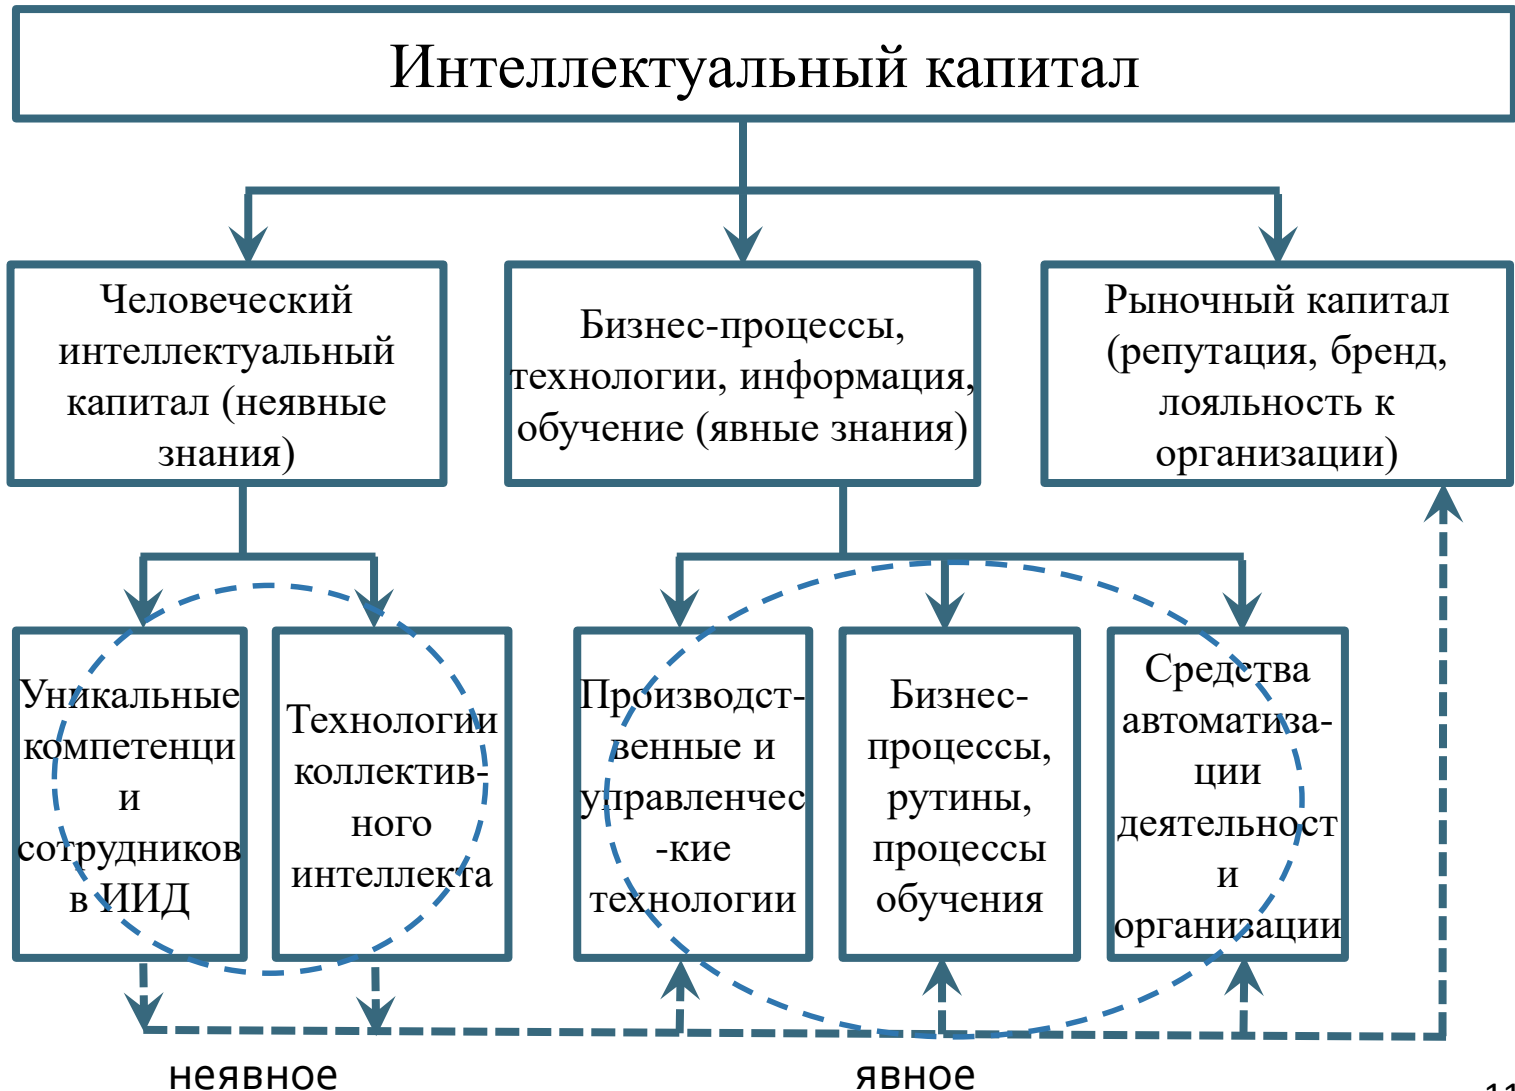 Интеллектуальный капитал
Человеческий
интеллектуальный
капитал (неявные
знания)
Бизнес-процессы,
технологии, информация,
обучение (явные знания)
Рыночный капитал
(репутация, бренд,
лояльность к
организации)
Уникальные
компетенци
и
сотрудников
в ИИД
Технологии
коллектив-
ного
интеллекта
Производст-
венные и
управленчес
-кие
технологии
Бизнес-
процессы,
рутины,
процессы
обучения
Средства
автоматиза-
ции
деятельност
и
организации
неявное
явное
11